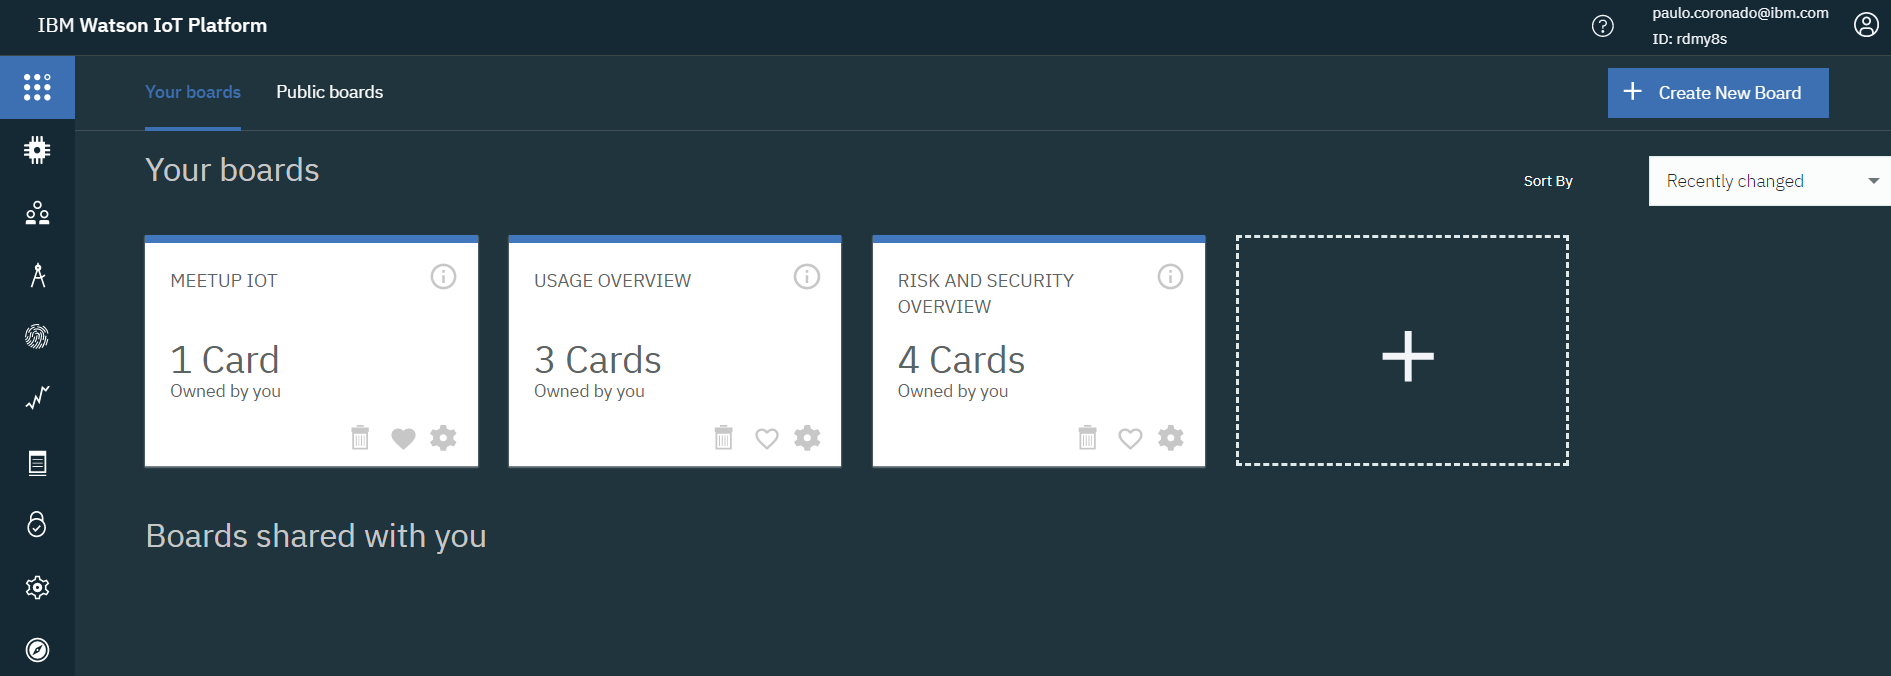 IBM Watson IoT Platform
paulo.coronado@ibm.com
ID: rdmy8s
Your boards
Public boards
Create New Board
Your boards
Sort By
Recently changed
MEETUP IOT
1 Card
Owned by you
USAGE OVERVIEW
3 Cards
Owned by you
RISK AND SECURITY
OVERVIEW
4 Cards
Owned by you
Boards shared with you